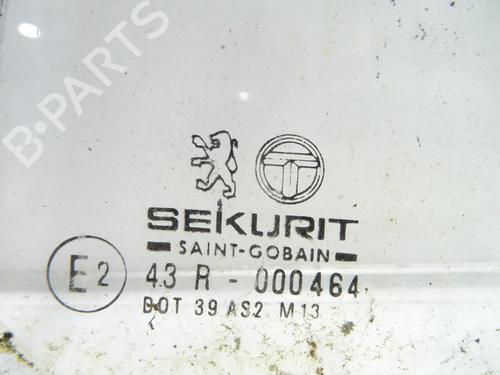 B-PARTS
SEKURIT
SAINT-GOBAIN
E2 43 R - 000464
DOT 39 AS2 M13